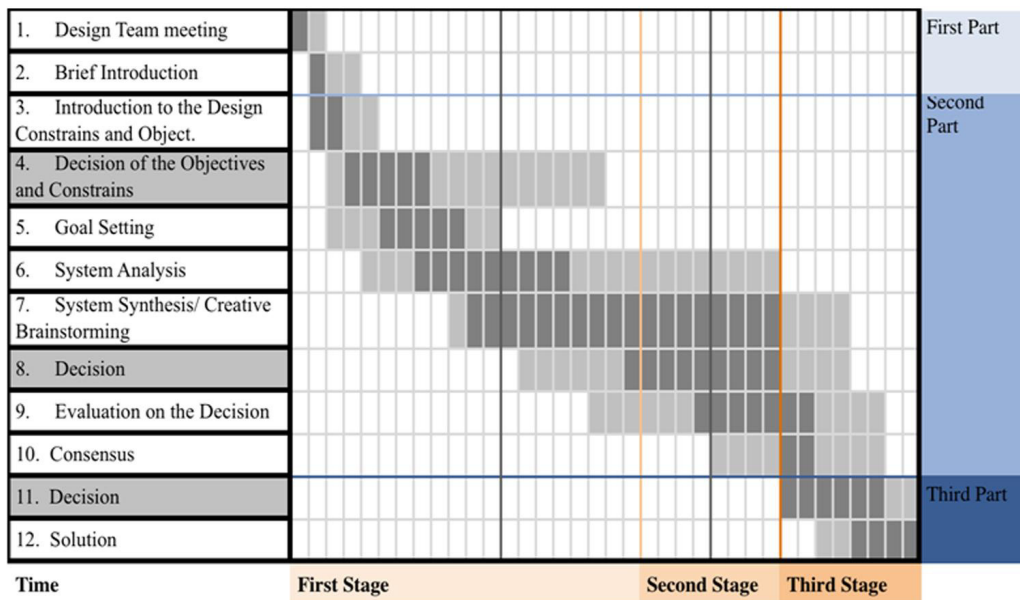 1. Design Team meeting
First Part
2. Brief Introduction
3. Introduction to the Design
Constrains and Object.
Second
Part
4. Decision of the Objectives
and Constrains
5. Goal Setting
6. System Analysis
7. System Synthesis/ Creative
Brainstorming
8. Decision
9. Evaluation on the Decision
10. Consensus
11. Decision
Third Part
12. Solution
Time
First Stage
Second Stage
Third Stage